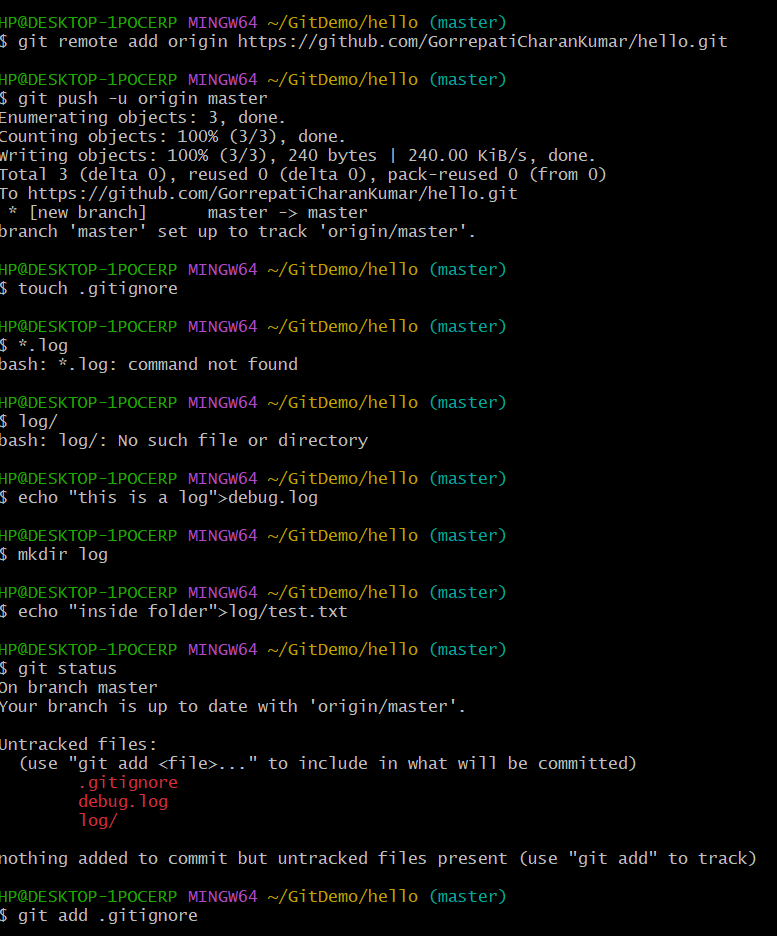 HP@DESKTOP-1POCERP MINGW64 ~/GitDemo/hello (master)
$ git remote add origin https://github.com/GorrepatiCharanKumar/hello.git
HP@DESKTOP-1POCERP MINGW64 ~/GitDemo/hello (master)
$ git push -u origin master
Enumerating objects: 3, done.
Counting objects: 100% (3/3), done.
Writing objects: 100% (3/3), 240 bytes | 240.00 KiB/s, done.
Total 3 (delta 0), reused 0 (delta 0), pack-reused 0 (from 0)
To https://github.com/GorrepatiCharanKumar/hello.git
 * [new branch]      master -> master
branch 'master' set up to track 'origin/master'.
HP@DESKTOP-1POCERP MINGW64 ~/GitDemo/hello (master)
$ touch .gitignore
HP@DESKTOP-1POCERP MINGW64 ~/GitDemo/hello (master)
$ *.log
bash: *.log: command not found
HP@DESKTOP-1POCERP MINGW64 ~/GitDemo/hello (master)
$ log/
bash: log/: No such file or directory
HP@DESKTOP-1POCERP MINGW64 ~/GitDemo/hello (master)
$ echo "this is a log">debug.log
HP@DESKTOP-1POCERP MINGW64 ~/GitDemo/hello (master)
$ mkdir log
HP@DESKTOP-1POCERP MINGW64 ~/GitDemo/hello (master)
$ echo "inside folder">log/test.txt
HP@DESKTOP-1POCERP MINGW64 ~/GitDemo/hello (master)
$ git status
On branch master
Your branch is up to date with 'origin/master'.
Untracked files:
  (use "git add <file>..." to include in what will be committed)
        .gitignore
        debug.log
        log/
nothing added to commit but untracked files present (use "git add" to track)
HP@DESKTOP-1POCERP MINGW64 ~/GitDemo/hello (master)
$ git add .gitignore